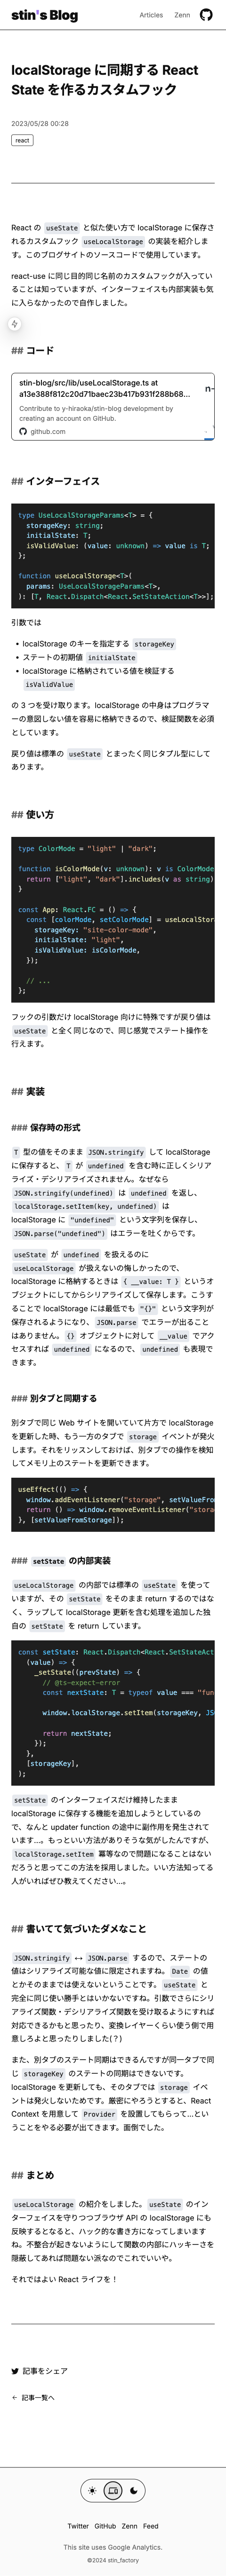 stin's Blog
Articles Zenn
localStorage に同期する React
State を作るカスタムフック
2023/05/28 00:28
react
React の useState と似た使い方で localStorage に保存さ
れるカスタムフック useLocalStorage の実装を紹介しま
す。このブログサイトのソースコードで使用しています。
react-use に同じ目的同じ名前のカスタムフックが入ってい
ることは知っていますが、インターフェイスも内部実装も気
に入らなかったので自作しました。
## コード
stin-blog/src/lib/useLocalStorage.ts at
a13e388f812c20d71baec23b417b931f288b68...
Contribute to y-hiraoka/stin-blog development by
creating an account on GitHub.
github.com
n-
## インターフェイス
type UseLocalStorageParams<T> = {
storageKey: string;
initialState: T;
isValidValue: (value: unknown) => value is T;
};
function useLocalStorage<T>(
params: UseLocalStorageParams<T>,
): [T, React.Dispatch<React.SetStateAction<T>>];
引数では
• localStorage のキーを指定する storageKey
• ステートの初期値 initialState
• localStorage に格納されている値を検証する
isValidValue
の 3 つを受け取ります。localStorage の中身はプログラマ
ーの意図しない値を容易に格納できるので、検証関数を必須
としています。
戻り値は標準の useState とまったく同じタプル型にして
あります。
## 使い方
type ColorMode = "light" | "dark";
function isColorMode(v: unknown): v is ColorMode
return ["light", "dark"].includes(v as string)
}
const App: React.FC = () => {
const [colorMode, setColorMode] = useLocalStor
storageKey: "site-color-mode",
initialState: "light",
isValidValue: isColorMode,
});
// ...
};
フックの引数だけ localStorage 向けに特殊ですが戻り値は
useState と全く同じなので、同じ感覚でステート操作を
行えます。
## 実装
### 保存時の形式
T 型の値をそのまま JSON.stringify して localStorage
に保存すると、 T が undefined を含む時に正しくシリア
ライズ・デシリアライズされません。なぜなら
JSON.stringify(undefined) は undefined を返し、
localStorage.setItem(key, undefined) は
localStorage に "undefined" という文字列を保存し、
JSON.parse("undefined") はエラーを吐くからです。
useState が undefined を扱えるのに
useLocalStorage が扱えないの悔しかったので、
localStorage に格納するときは { __value: T } というオ
ブジェクトにしてからシリアライズして保存します。こうす
ることで localStorage には最低でも "{}" という文字列が
保存されるようになり、 JSON.parse でエラーが出ること
はありません。 {} オブジェクトに対して __value でアク
セスすれば undefined になるので、 undefined も表現で
きます。
### 別タブと同期する
別タブで同じ Web サイトを開いていて片方で localStorage
を更新した時、もう一方のタブで storage イベントが発火
します。それをリッスンしておけば、別タブでの操作を検知
してメモリ上のステートを更新できます。
useEffect(() => {
window.addEventListener("storage", setValueFro
return () => window.removeEventListener("stora
}, [setValueFromStorage]);
### setState の内部実装
useLocalStorage の内部では標準の useState を使って
いますが、その setState をそのまま return するのではな
く、ラップして localStorage 更新を含む処理を追加した独
自の setState を return しています。
const setState: React.Dispatch<React.SetStateAct
(value) => {
_setState((prevState) => {
// @ts-expect-error
const nextState: T = typeof value === "fun
window.localStorage.setItem(storageKey, JS
return nextState;
});
},
[storageKey],
);
setState のインターフェイスだけ維持したまま
localStorage に保存する機能を追加しようとしているの
で、なんと updater function の途中に副作用を発生させて
います…。もっといい方法がありそうな気がしたんですが、
localStorage.setItem 冪等なので問題になることはない
だろうと思ってこの方法を採用しました。いい方法知ってる
人がいればぜひ教えてください…。
## 書いてて気づいたダメなこと
JSON.stringify ↔ JSON.parse するので、ステートの
値はシリアライズ可能な値に限定されますね。 Date の値
とかそのままでは使えないということです。 useState と
完全に同じ使い勝手とはいかないですね。引数でさらにシリ
アライズ関数・デシリアライズ関数を受け取るようにすれば
対応できるかもと思ったり、変換レイヤーくらい使う側で用
意しろよと思ったりしました(？)
また、別タブのステート同期はできるんですが同一タブで同
じ storageKey のステートの同期はできないです。
localStorage を更新しても、そのタブでは storage イベ
ントは発火しないためです。厳密にやろうとすると、React
Context を用意して Provider を設置してもらって…とい
うことをやる必要が出てきます。面倒でした。
## まとめ
useLocalStorage の紹介をしました。 useState のイン
ターフェイスを守りつつブラウザ API の localStorage にも
反映するとなると、ハック的な書き方になってしまいます
ね。不整合が起きないようにして関数の内部にハッキーさを
隠蔽してあれば問題ない派なのでこれでいいや。
それではよい React ライフを！
記事をシェア
← 記事一覧へ
Twitter GitHub Zenn Feed
This site uses Google Analytics.
©2024 stin_factory